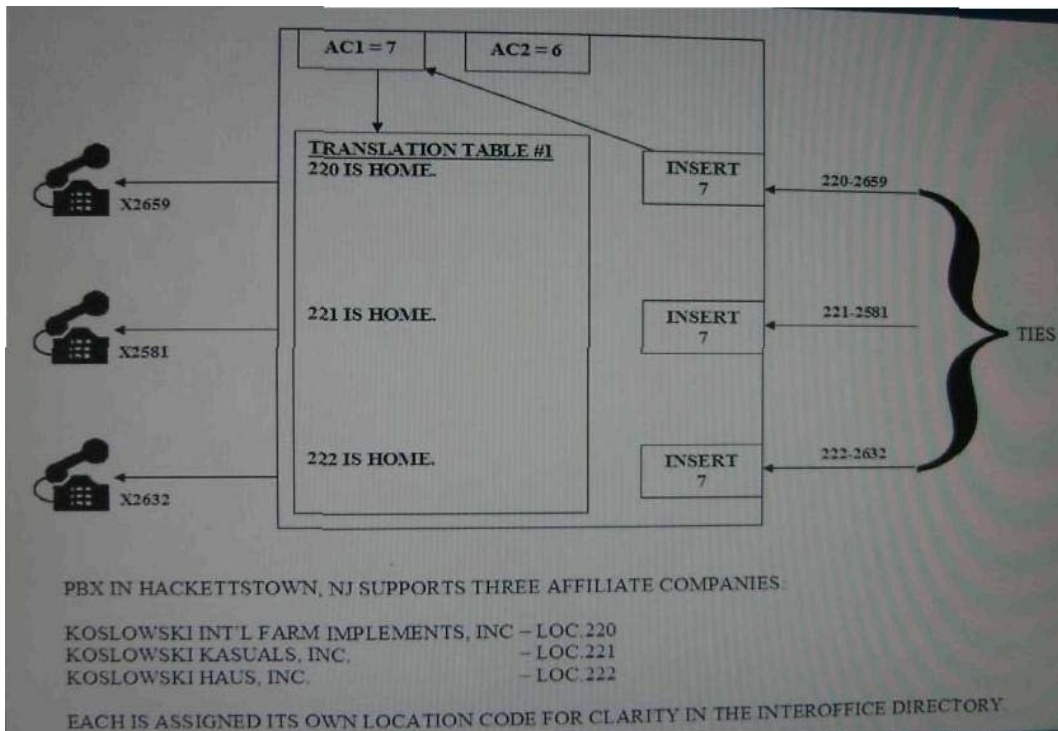 AC1 = 7
AC2 = 6
TRANSLATION TABLE #1
220 IS HOME.
INSERT
7
220-2659
X2659
221 IS HOME.
INSERT
7
221-2581
X2581
TIES
222 IS HOME.
INSERT
7
222-2632
X2632
PBX IN HACKETTSTOWN, NJ SUPPORTS THREE AFFILIATE COMPANIES:
KOSLOWSKI INT'L FARM IMPLEMENTS, INC – LOC.220
KOSLOWSKI KASUALS, INC. – LOC.221
KOSLOWSKI HAUS, INC. – LOC.222
EACH IS ASSIGNED ITS OWN LOCATION CODE FOR CLARITY IN THE INTEROFFICE DIRECTORY.